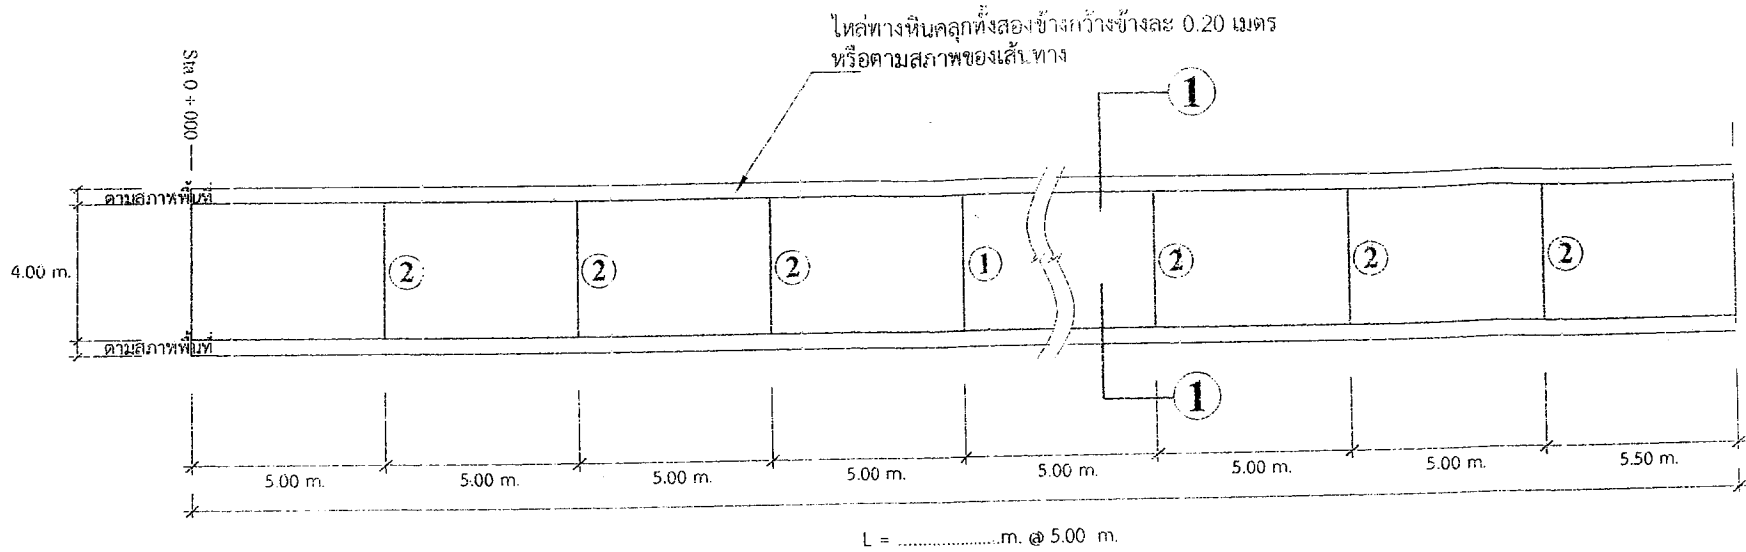 ไหล่ทางหินคลุกทั้งสองข้างกว้างข้างละ 0.20 เมตร
หรือตามสภาพของเส้นทาง
Sta 0 + 000
1
ตามสภาพพื้นที่
4.00 m.
2
2
2
1
2
2
2
ตามสภาพพื้นที่
1
5.00 m.
5.00 m.
5.00 m.
5.00 m.
5.00 m.
5.00 m.
5.00 m.
5.50 m.
L = .....................m. @ 5.00 m.